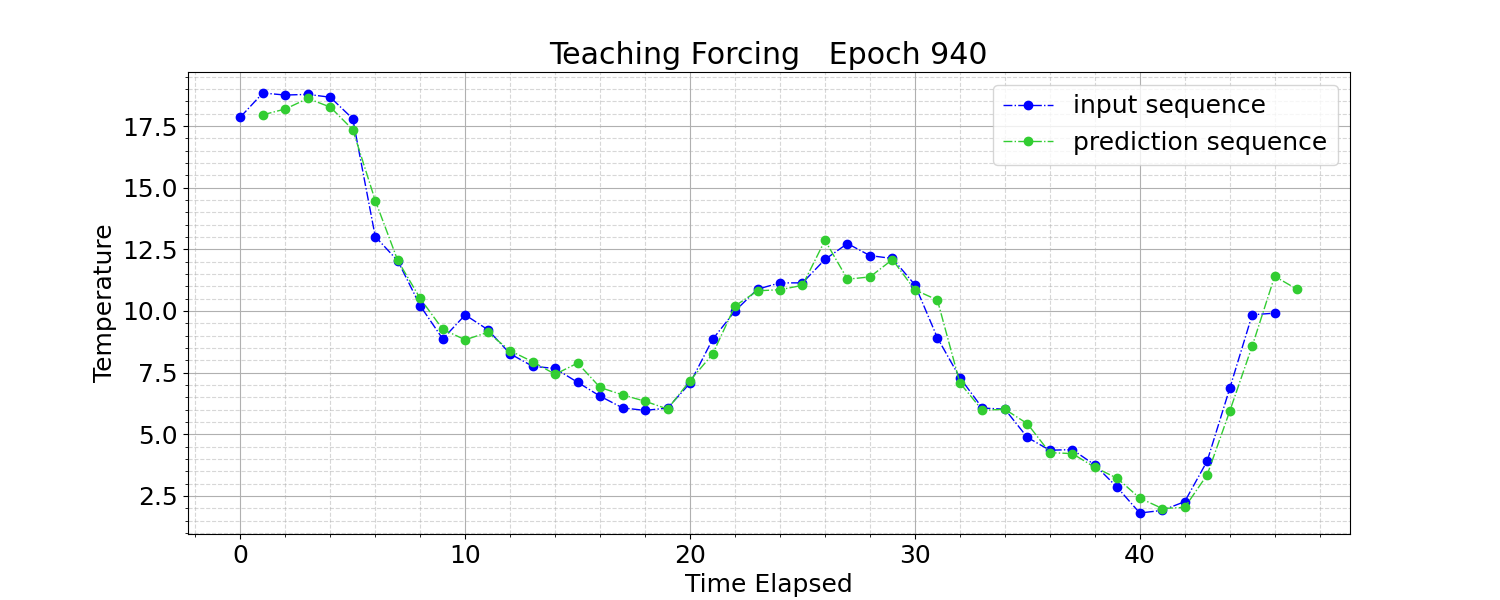 Teaching Forcing   Epoch 940
input sequence
prediction sequence
Temperature
17.5
15.0
12.5
10.0
7.5
5.0
2.5
0 10 20 30 40
Time Elapsed